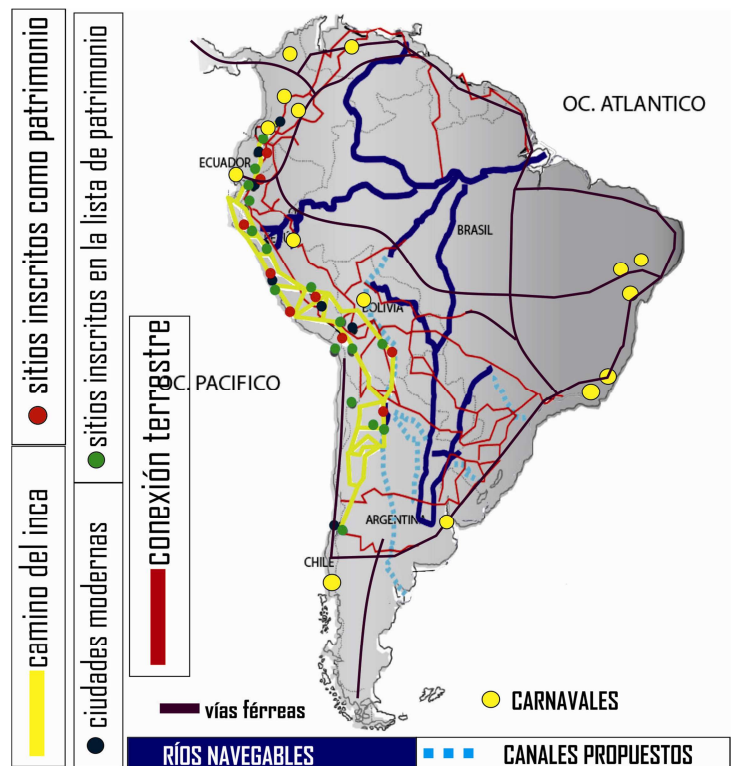 sitios inscritos como patrimonio
sitios inscritos en la lista de patrimonio
camino del inca
ciudades modernas
conexión terrestre
OC. ATLANTICO
ECUADOR
BRASIL
BOLIVIA
OC. PACIFICO
ARGENTINA
CHILE
vías férreas
CARNAVALES
RÍOS NAVEGABLES
CANALES PROPUESTOS